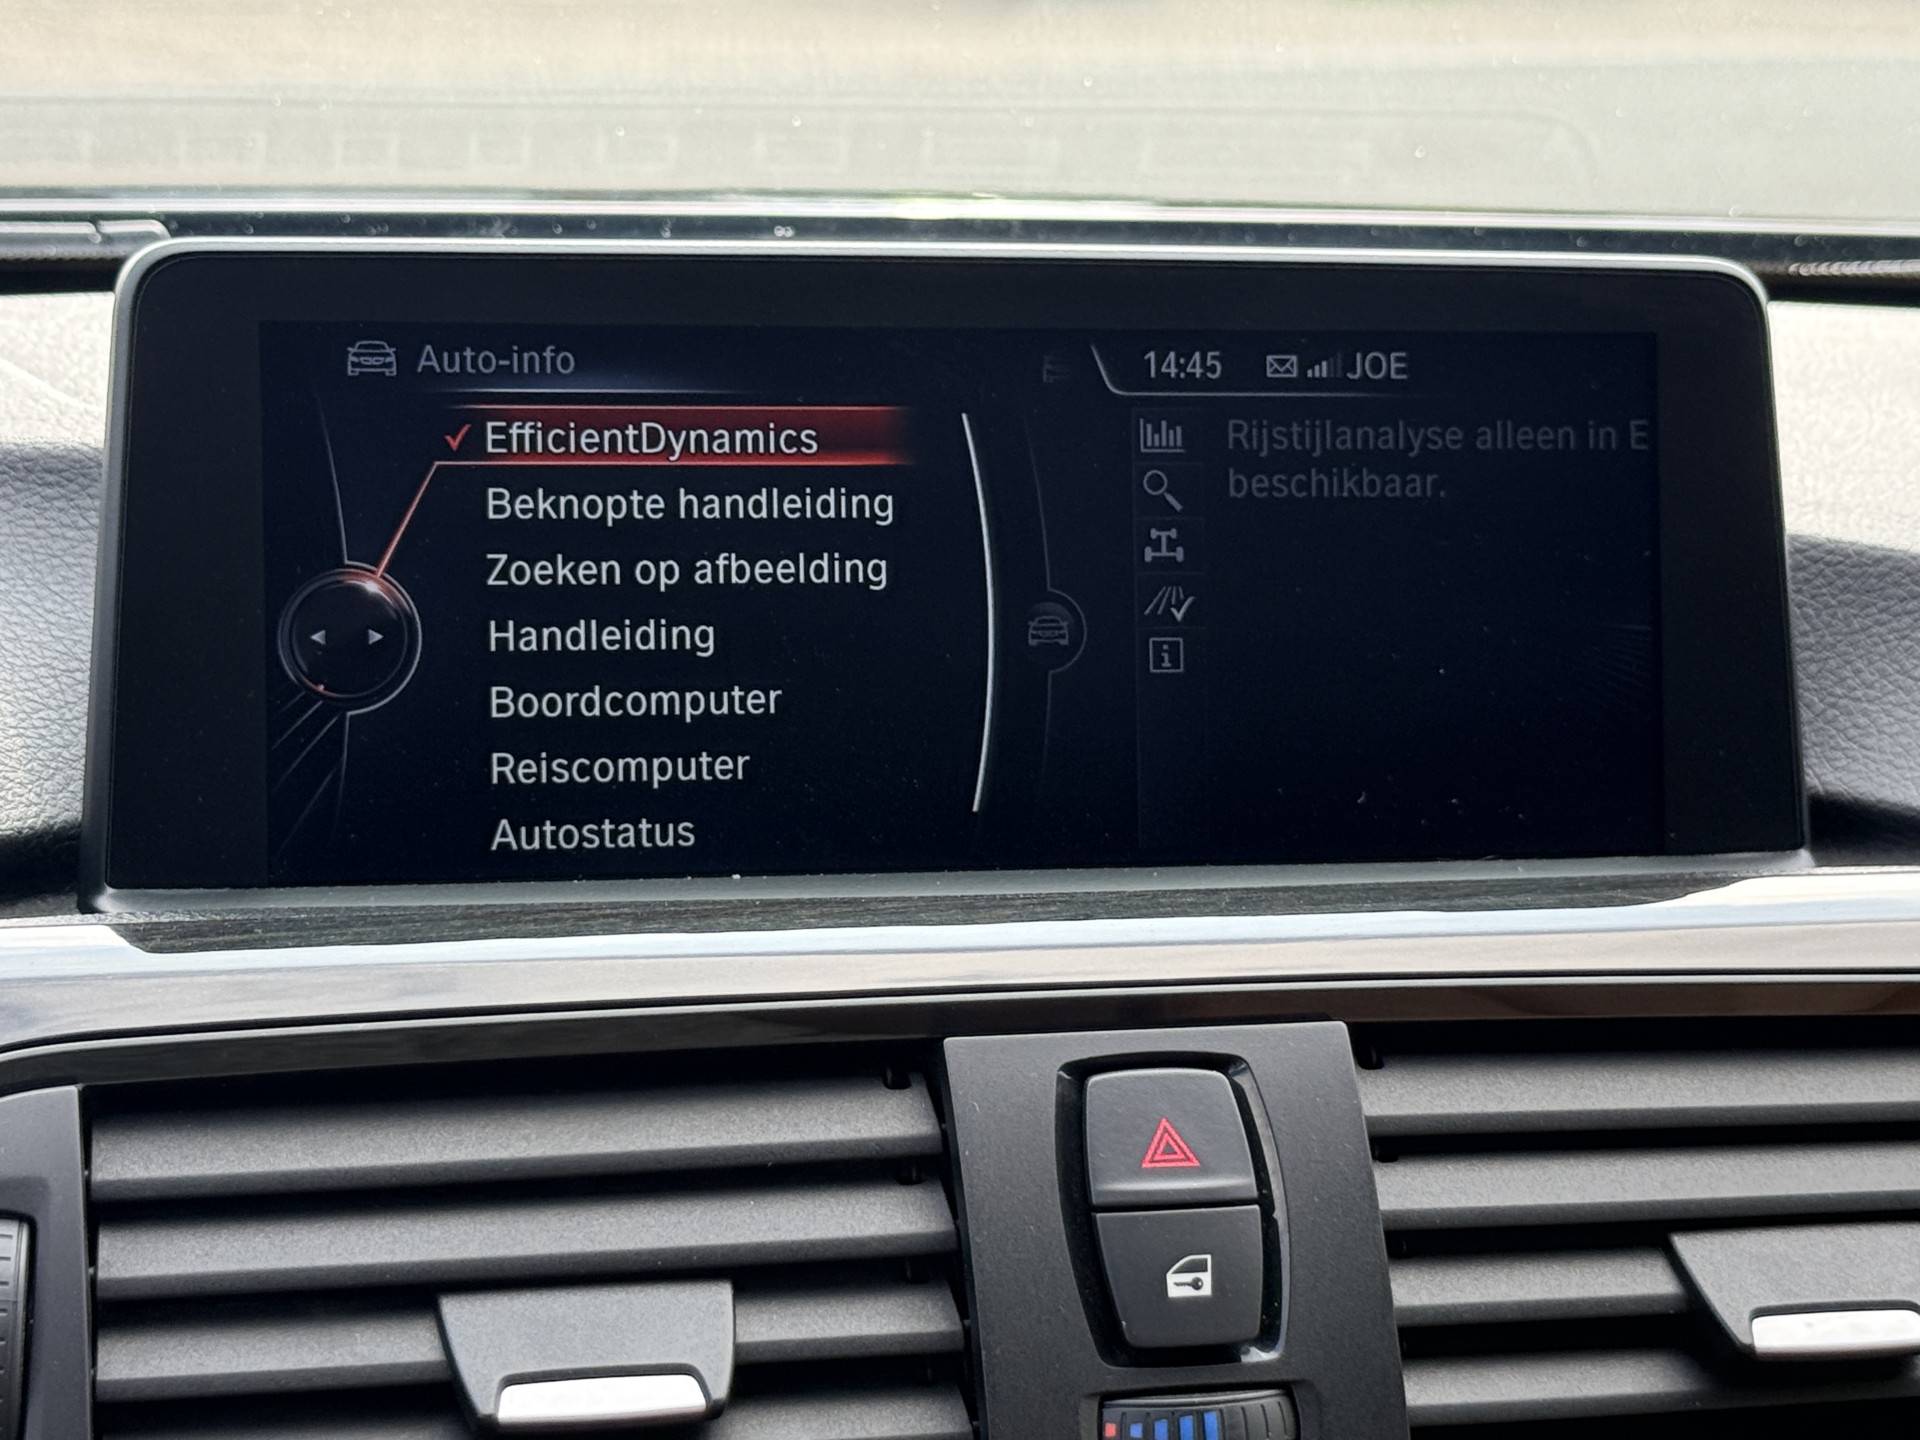 Auto-info
14:45 JOE
EfficientDynamics
Beknopte handleiding
Zoeken op afbeelding
Handleiding
Boordcomputer
Reiscomputer
Autostatus
Rijstijlanalyse alleen in E
beschikbaar.